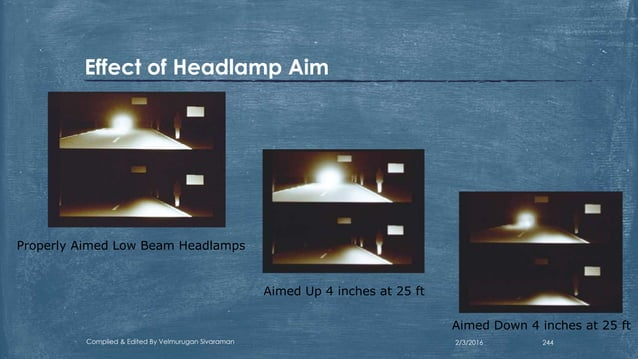 Effect of Headlamp Aim
Properly Aimed Low Beam Headlamps
Aimed Up 4 inches at 25 ft
Aimed Down 4 inches at 25 ft
Compiled & Edited By Velmurugan Sivaraman
2/3/2016
244